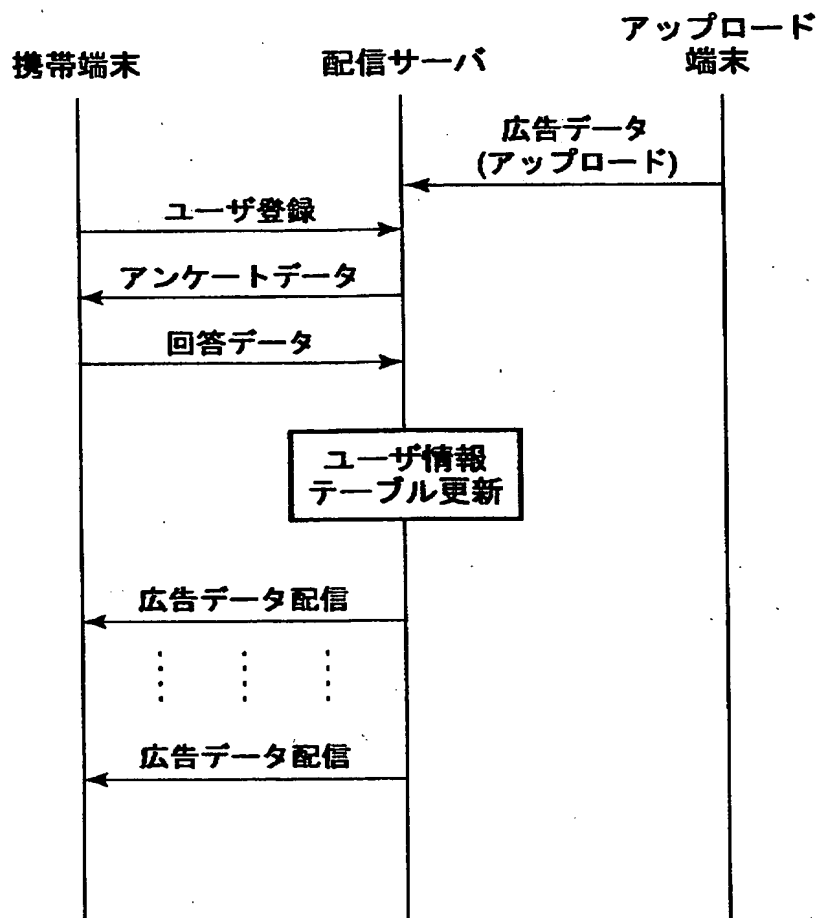 携帯端末
配信サーバ
アップロード
端末
広告データ
(アップロード)
ユーザ登録
アンケートデータ
回答データ
ユーザ情報
テーブル更新
広告データ配信
広告データ配信